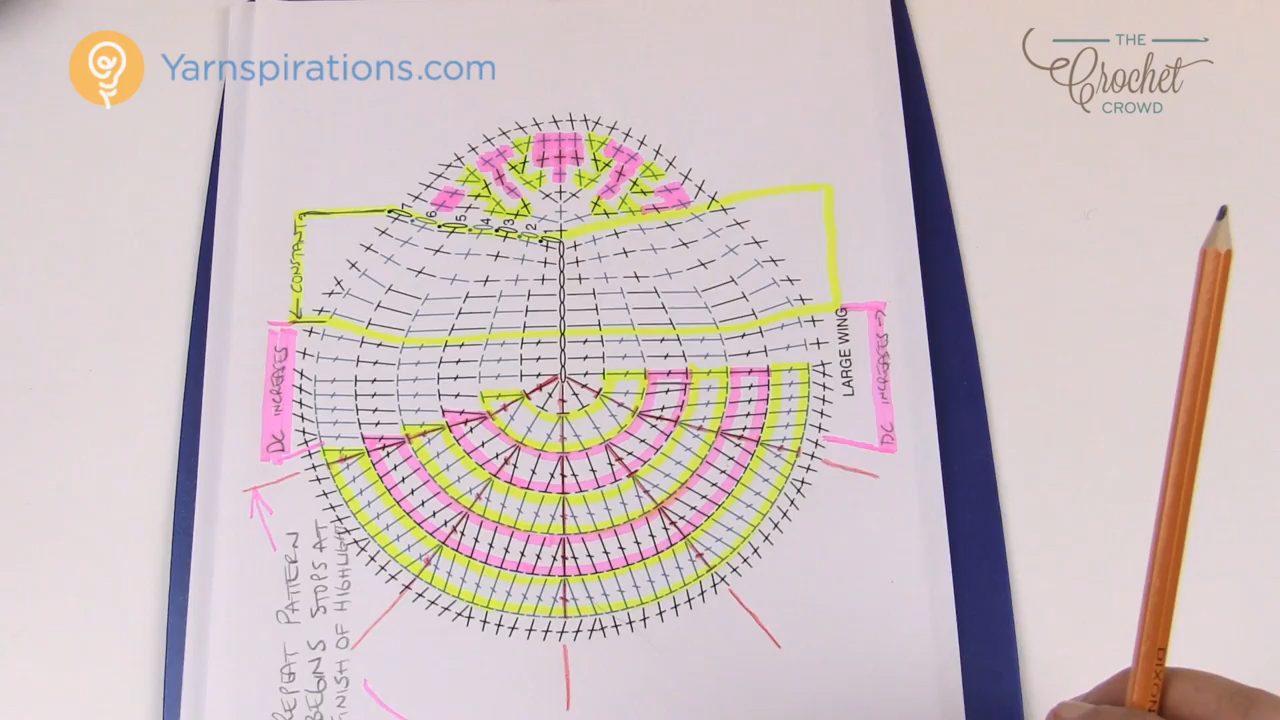 Yarnspirations.com
THE
Crochet
CROWD
6
5
4
3
2
1
← CONSTANT
DC INCREASES
LARGE WING
DC INCREASES →
REPEAT PATTERN
BEGINS STOPS AT
FINISH OF HIGHLIGHT
DIXON